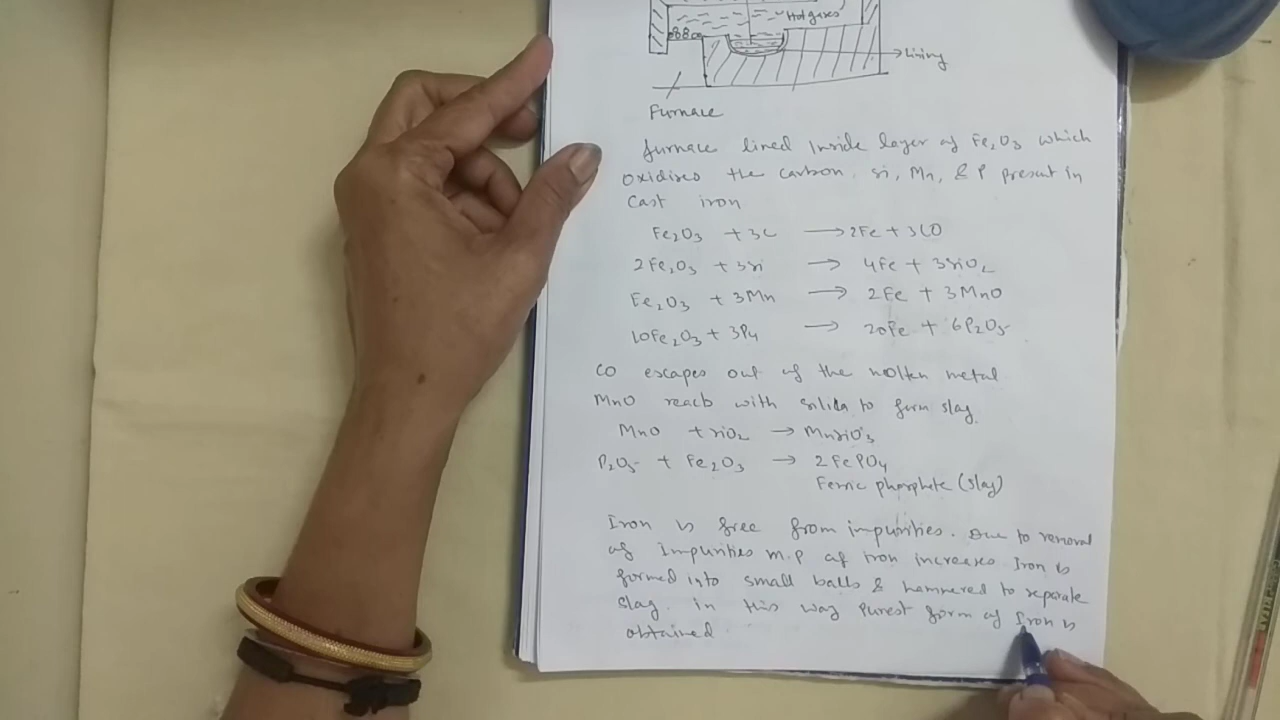 Hot gases
Lining
Furnace
furnace lined Inside layer of Fe2O3 which
oxidises the carbon, Si, Mn, & P present in
Cast iron
Fe2O3 + 3C → 2Fe + 3CO
2Fe2O3 + 3Si → 4Fe + 3SiO2
Fe2O3 + 3Mn → 2Fe + 3MnO
10Fe2O3 + 3P4 → 20Fe + 6P2O5
CO escapes out of the molten metal
MnO reacts with silica to form slag.
MnO + SiO2 → MnSiO3
P2O5 + Fe2O3 → 2FePO4
Ferric phosphate (slag)
Iron is free from impurities. Due to removal
of Impurities m.p of iron increases Iron is
formed into small balls & hammered to separate
slag. in this way Purest form of Iron is
obtained